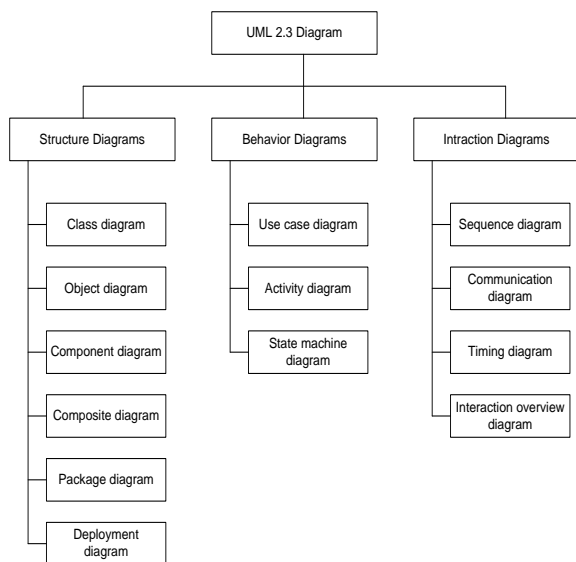 UML 2.3 Diagram
Structure Diagrams
Behavior Diagrams
Intraction Diagrams
Class diagram
Object diagram
Component diagram
Composite diagram
Package diagram
Deployment
diagram
Use case diagram
Activity diagram
State machine
diagram
Sequence diagram
Communication
diagram
Timing diagram
Interaction overview
diagram